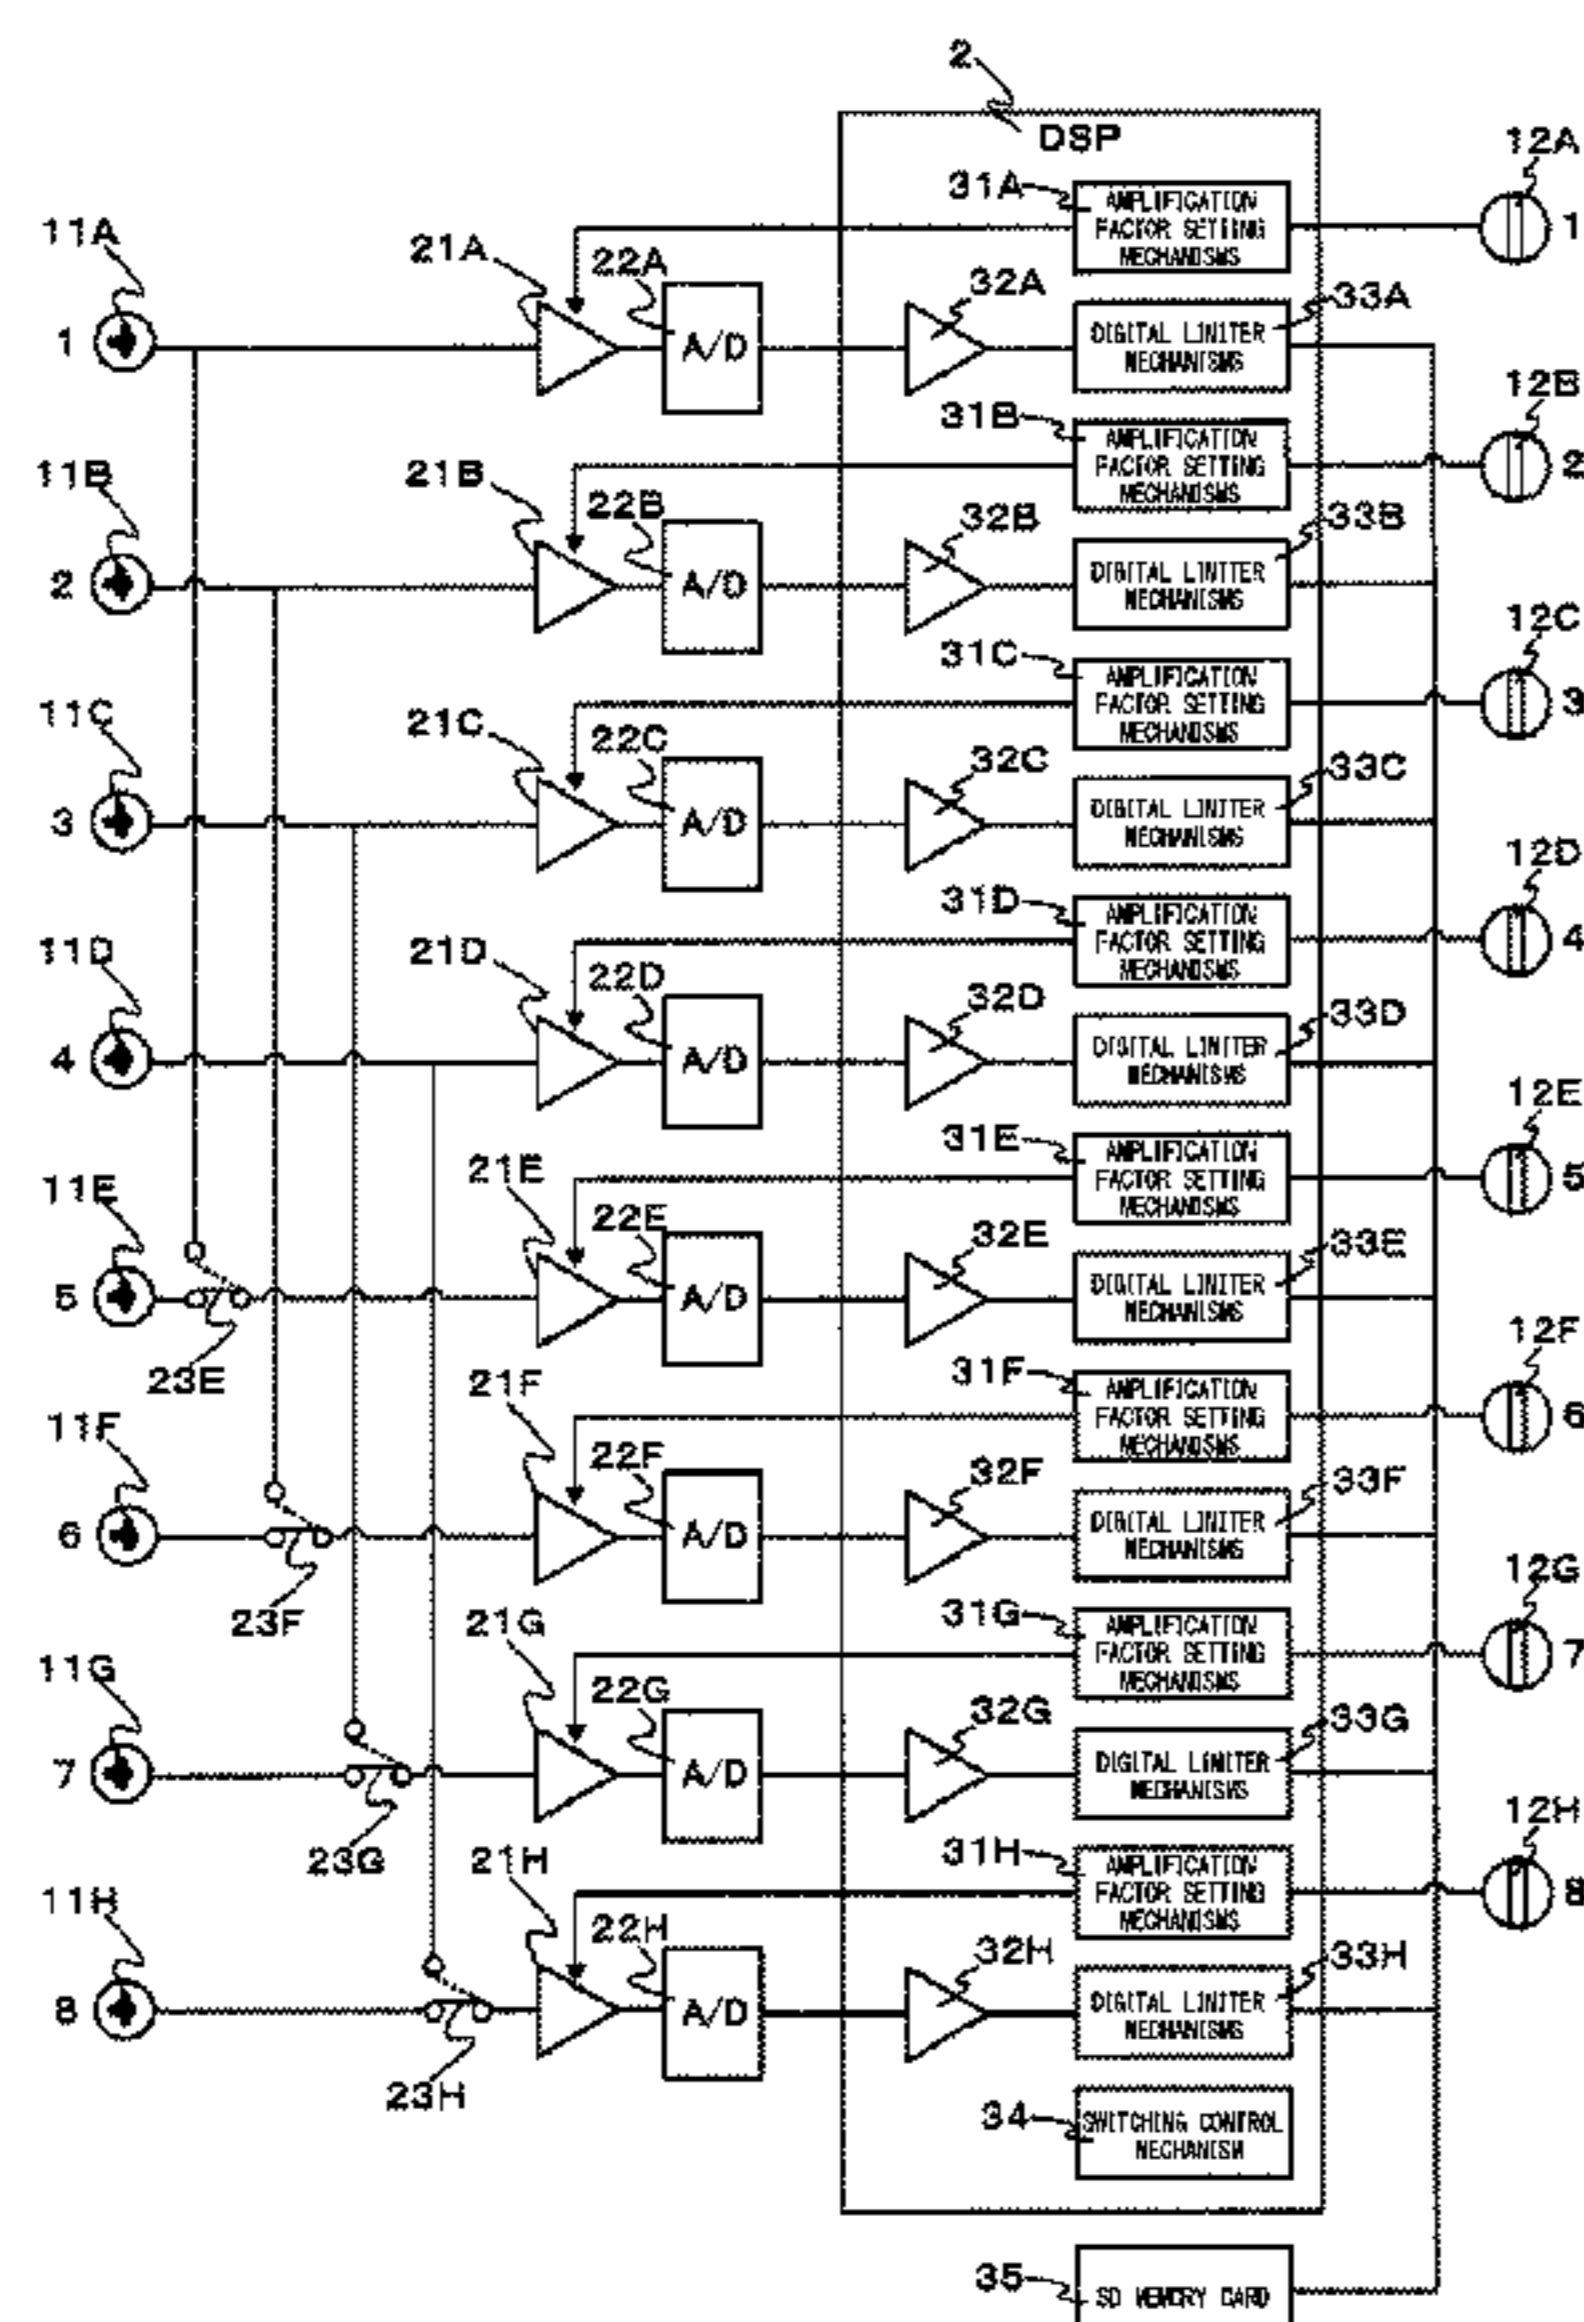 2
DSP
12A
31A
AMPLIFICATION
FACTOR SETTING
MECHANISMS
1
11A
21A
22A
32A
33A
1
A/D
DIGITAL LIMITER
MECHANISMS
12B
31B
AMPLIFICATION
FACTOR SETTING
MECHANISMS
2
11B
21B
22B
32B
33B
2
A/D
DIGITAL LIMITER
MECHANISMS
12C
31C
AMPLIFICATION
FACTOR SETTING
MECHANISMS
3
11C
21C
22C
32C
33C
3
A/D
DIGITAL LIMITER
MECHANISMS
12D
31D
AMPLIFICATION
FACTOR SETTING
MECHANISMS
4
11D
21D
22D
32D
33D
4
A/D
DIGITAL LIMITER
MECHANISMS
12E
31E
AMPLIFICATION
FACTOR SETTING
MECHANISMS
5
11E
21E
22E
32E
33E
5
A/D
DIGITAL LIMITER
MECHANISMS
23E
12F
31F
AMPLIFICATION
FACTOR SETTING
MECHANISMS
6
11F
21F
22F
32F
33F
6
A/D
DIGITAL LIMITER
MECHANISMS
23F
12G
31G
AMPLIFICATION
FACTOR SETTING
MECHANISMS
7
11G
21G
22G
32G
33G
7
A/D
DIGITAL LIMITER
MECHANISMS
23G
12H
31H
AMPLIFICATION
FACTOR SETTING
MECHANISMS
8
11H
21H
22H
32H
33H
8
A/D
DIGITAL LIMITER
MECHANISMS
23H
34
SWITCHING CONTROL
MECHANISM
35
SD MEMORY CARD